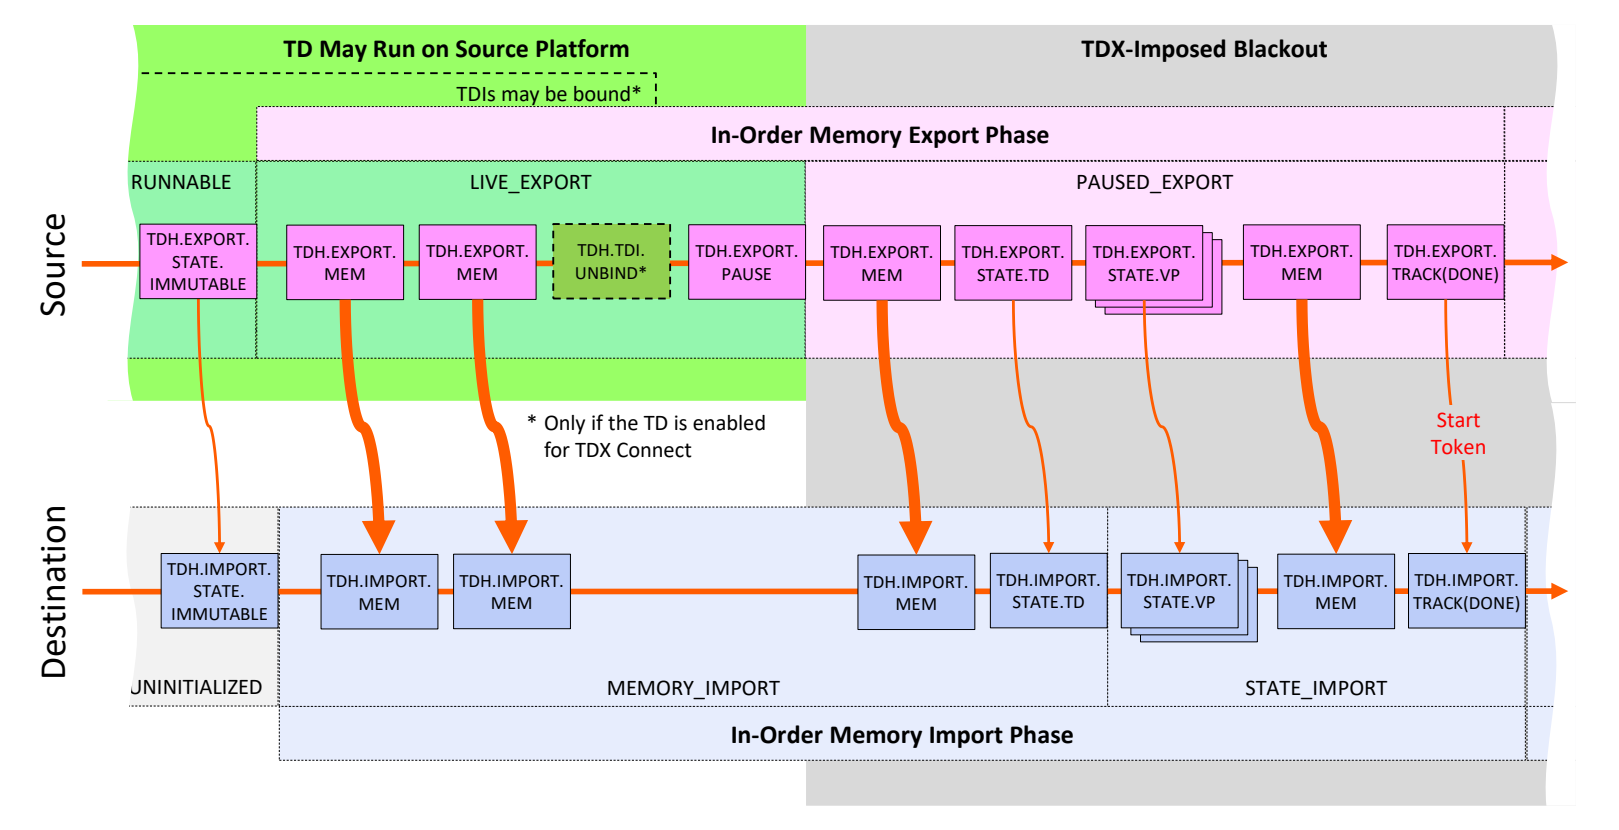 TD May Run on Source Platform
TDX-Imposed Blackout
TDIs may be bound*
In-Order Memory Export Phase
RUNNABLE
LIVE_EXPORT
PAUSED_EXPORT
Source
TDH.EXPORT.
STATE.
IMMUTABLE
TDH.EXPORT.
MEM
TDH.EXPORT.
MEM
TDH.TDI.
UNBIND*
TDH.EXPORT.
PAUSE
TDH.EXPORT.
MEM
TDH.EXPORT.
STATE.TD
TDH.EXPORT.
STATE.VP
TDH.EXPORT.
MEM
TDH.EXPORT.
TRACK(DONE)
* Only if the TD is enabled
for TDX Connect
Start
Token
Destination
TDH.IMPORT.
STATE.
IMMUTABLE
TDH.IMPORT.
MEM
TDH.IMPORT.
MEM
TDH.IMPORT.
MEM
TDH.IMPORT.
STATE.TD
TDH.IMPORT.
STATE.VP
TDH.IMPORT.
MEM
TDH.IMPORT.
TRACK(DONE)
UNINITIALIZED
MEMORY_IMPORT
STATE_IMPORT
In-Order Memory Import Phase